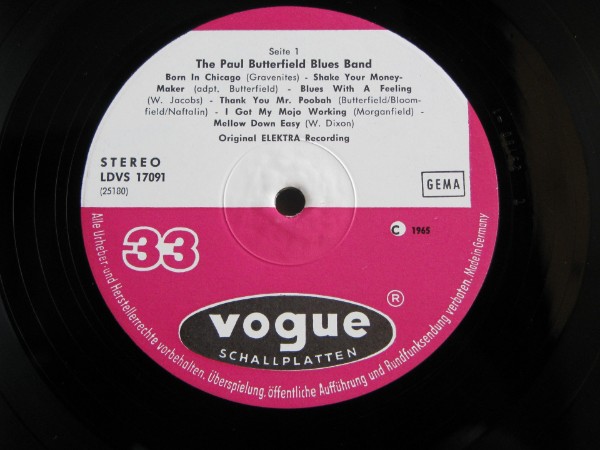 Seite 1
The Paul Butterfield Blues Band
Born In Chicago (Gravenites) - Shake Your Money-
Maker (adpt. Butterfield) - Blues With A Feeling
(W. Jacobs) - Thank You Mr. Poobah (Butterfield/Bloom-
field/Naftalin) - I Got My Mojo Working (Morganfield) -
Mellow Down Easy (W. Dixon)
Original ELEKTRA Recording
STEREO
LDVS 17091
(25180)
GEMA
C 1965
33
®
vogue
SCHALLPLATTEN
Alle Urheber- und Herstellerrechte vorbehalten. Überspielung, öffentliche Aufführung und Rundfunksendung verboten. Made in Germany